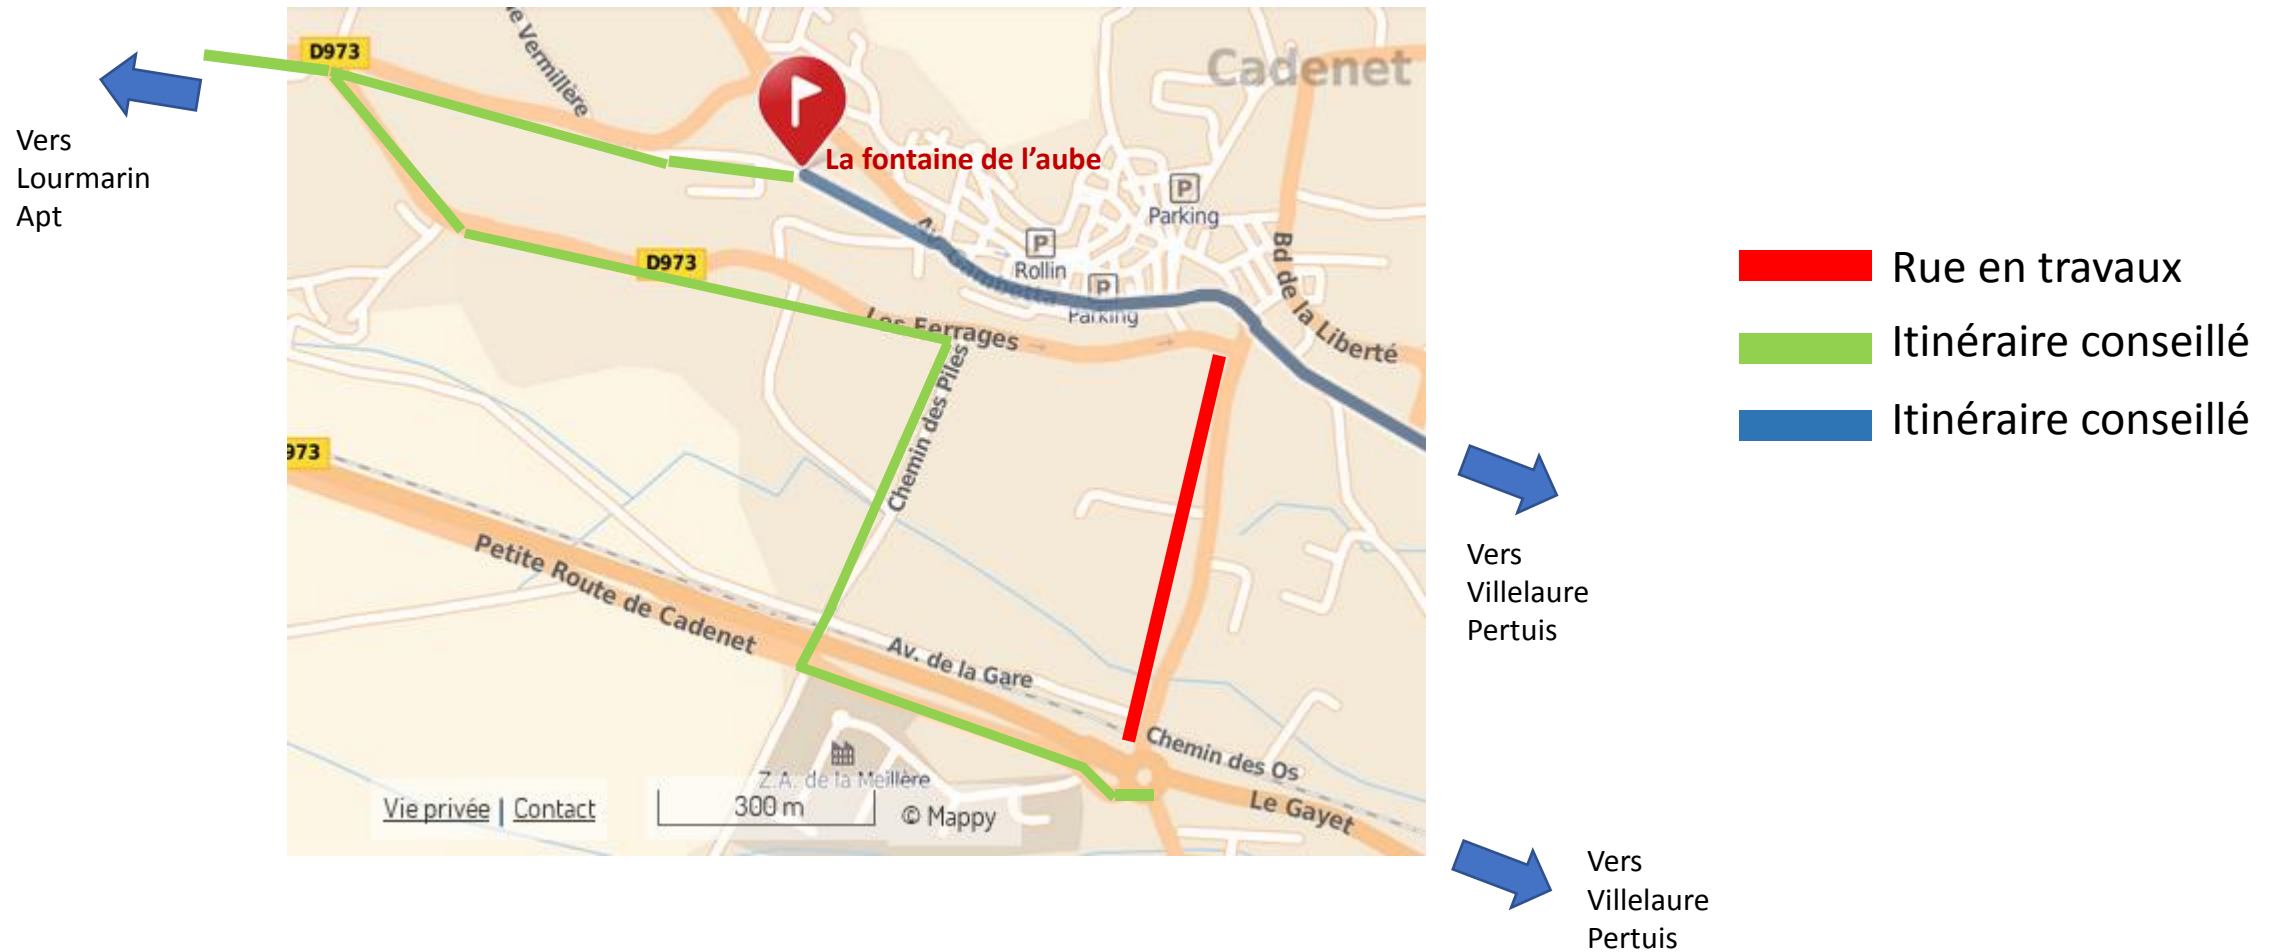 D973
e Vermillère
Cadenet
Vers
Lourmarin
Apt
La fontaine de l'aube
P
Parking
Av. Gambetta
P
Rollin
P
Parking
Bd de la Liberté
D973
Les Ferrages
Chemin des Piles
973
Petite Route de Cadenet
Av. de la Gare
Chemin des Os
Le Gayet
Z.A. de la Meillère
Vie privée | Contact
300 m
© Mappy
Rue en travaux
Itinéraire conseillé
Itinéraire conseillé
Vers
Villelaure
Pertuis
Vers
Villelaure
Pertuis